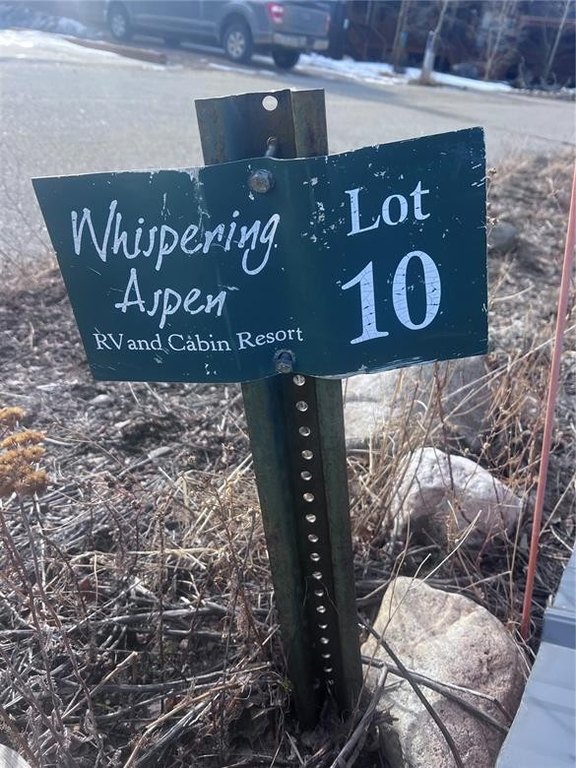 Whispering
Aspen
RV and Cabin Resort
Lot
10